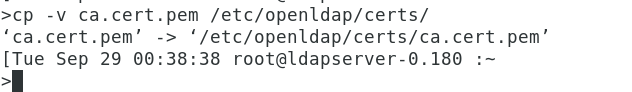 >cp -v ca.cert.pem /etc/openldap/certs/
‘ca.cert.pem’ -> ‘/etc/openldap/certs/ca.cert.pem’
[Tue Sep 29 00:38:38 root@ldapserver-0.180 :~
>